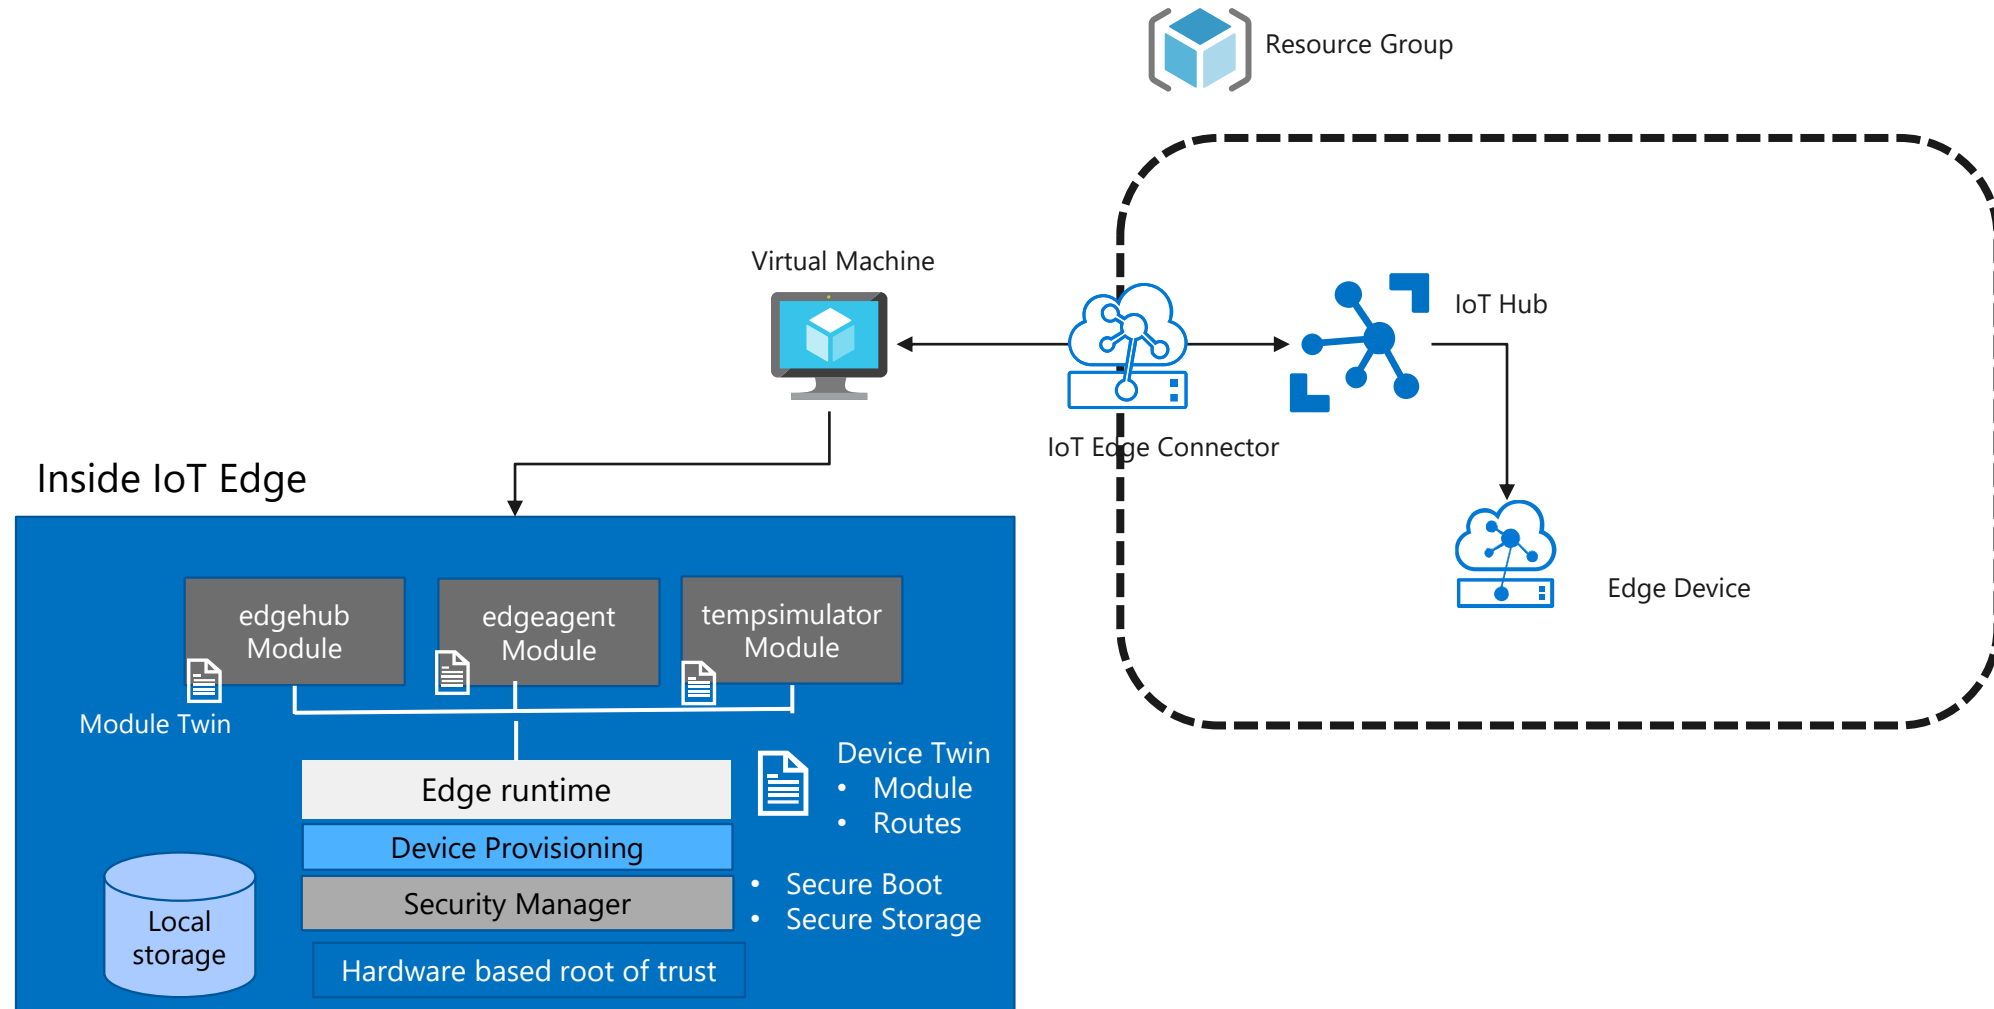 Resource Group
Virtual Machine
IoT Hub
IoT Edge Connector
Edge Device
Inside IoT Edge
edgehub
Module
edgeagent
Module
tempsimulator
Module
Module Twin
Device Twin
• Module
• Routes
Edge runtime
Device Provisioning
Security Manager
• Secure Boot
• Secure Storage
Local
storage
Hardware based root of trust